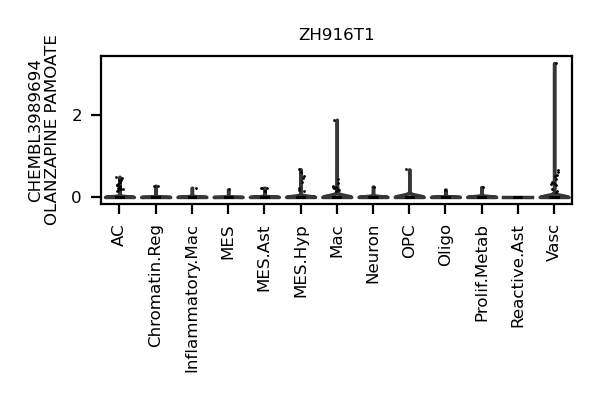 ZH916T1
CHEMBL3989694
OLANZAPINE PAMOATE
2
0
AC
Chromatin.Reg
Inflammatory.Mac
MES
MES.Ast
MES.Hyp
Mac
Neuron
OPC
Oligo
Prolif.Metab
Reactive.Ast
Vasc